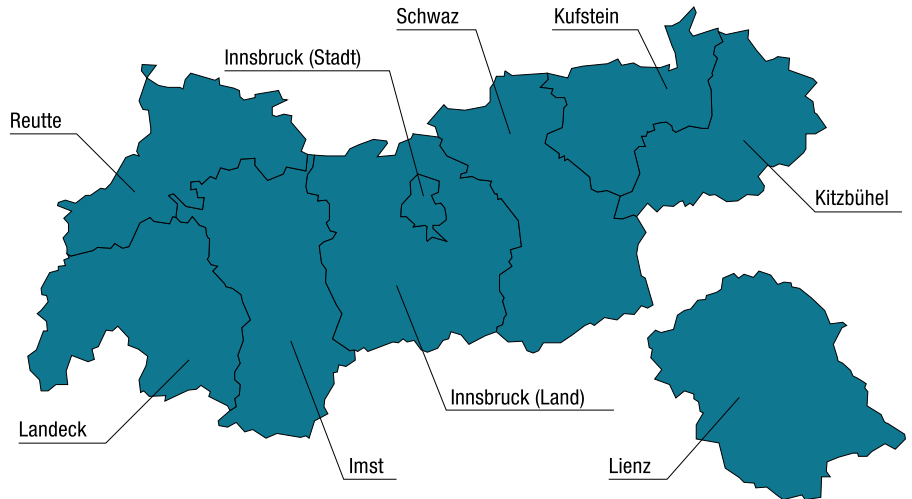 Schwaz
Kufstein
Innsbruck (Stadt)
Reutte
Kitzbühel
Innsbruck (Land)
Landeck
Imst
Lienz